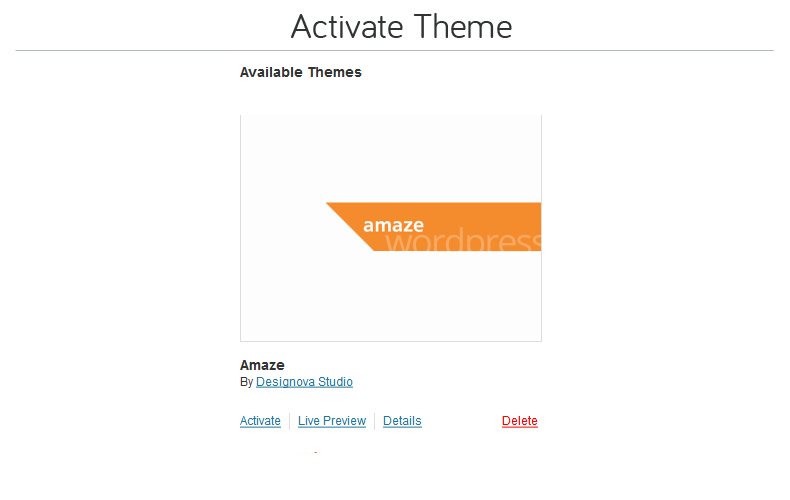 Activate Theme
Available Themes
amaze
wordpress
Amaze
By Designova Studio
Activate Live Preview Details Delete